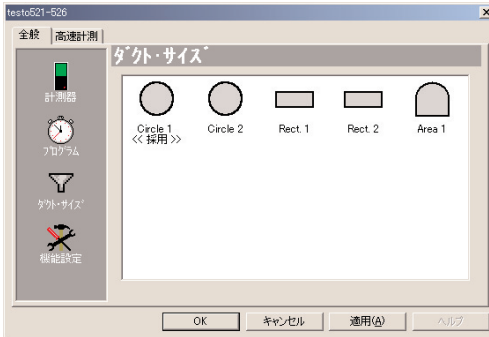 testo521-526
全般
高速計測
ダクト・サイズ
計測器
プログラム
ダクト・サイズ
機能設定
Circle 1
<< 採用 >>
Circle 2
Rect. 1
Rect. 2
Area 1
OK
キャンセル
適用(A)
ヘルプ